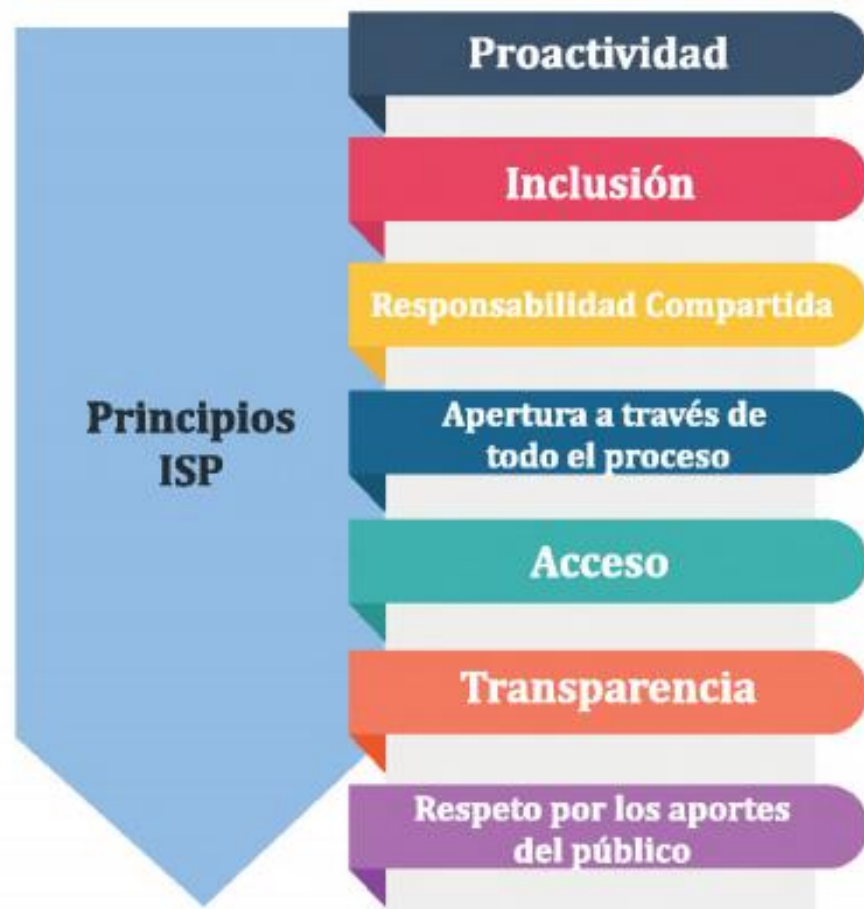 Proactividad
Inclusión
Responsabilidad Compartida
Principios
ISP
Apertura a través de
todo el proceso
Acceso
Transparencia
Respeto por los aportes
del público